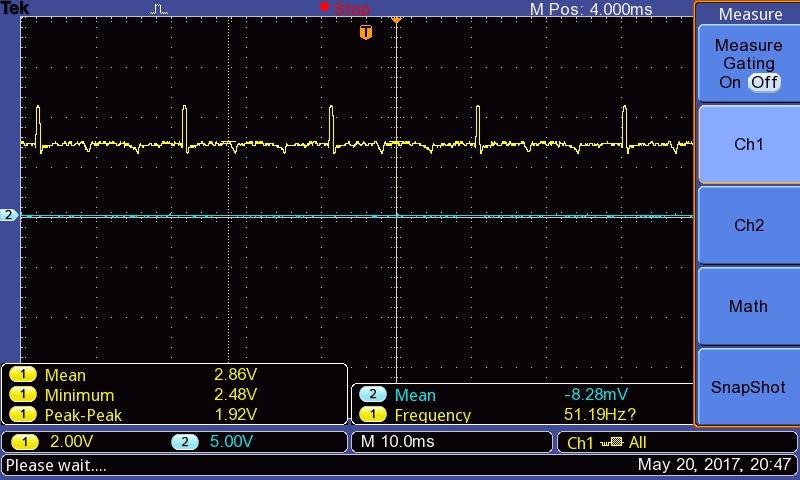 Tek
Stop
M Pos: 4.000ms
Measure
T
Measure
Gating
On Off
Ch1
2
Ch2
Math
SnapShot
1 Mean 2.86V
1 Minimum 2.48V
1 Peak-Peak 1.92V
2 Mean -8.28mV
1 Frequency 51.19Hz?
1 2.00V 2 5.00V
M 10.0ms
Ch1 All
Please wait....
May 20, 2017, 20:47